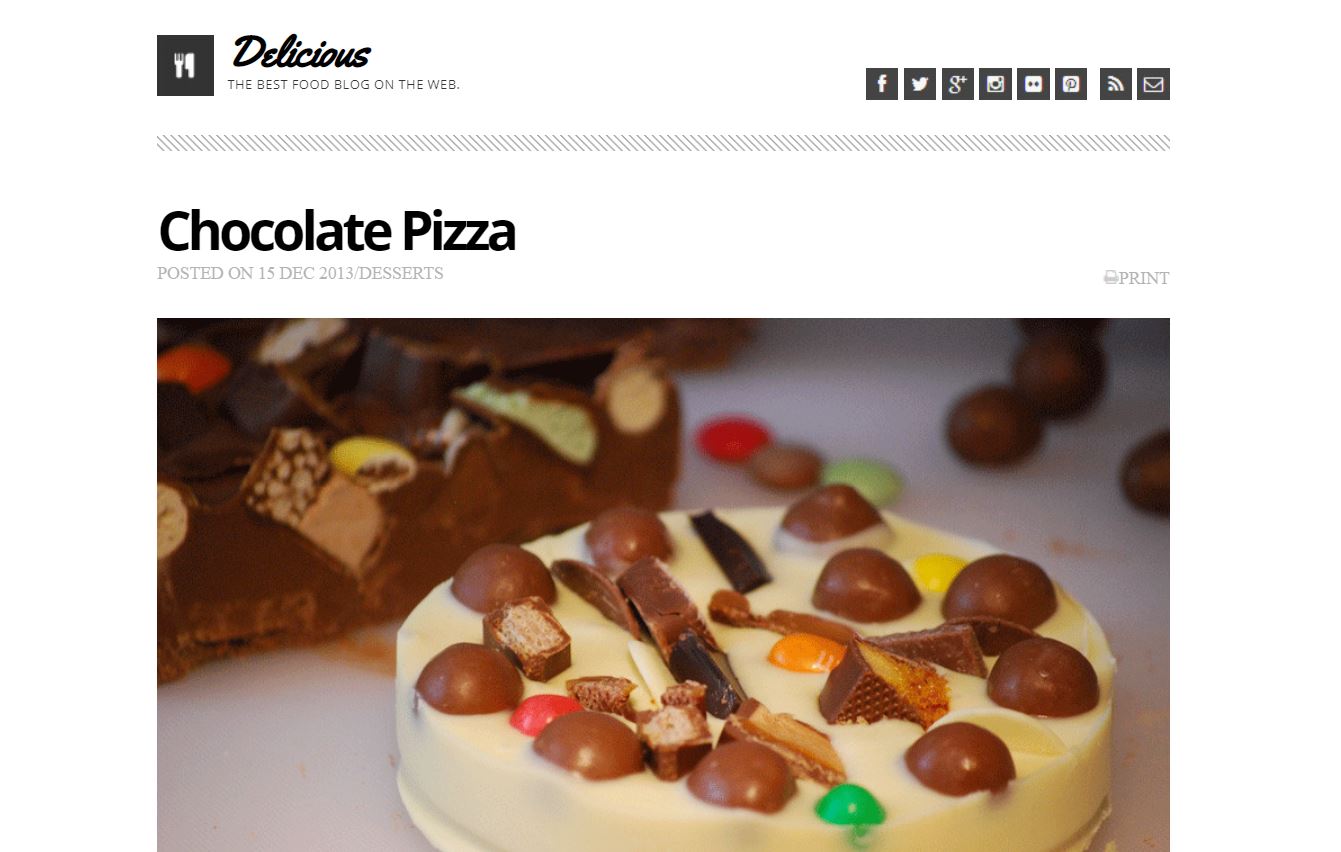 Delicious
THE BEST FOOD BLOG ON THE WEB.
Chocolate Pizza
POSTED ON 15 DEC 2013/DESSERTS
PRINT